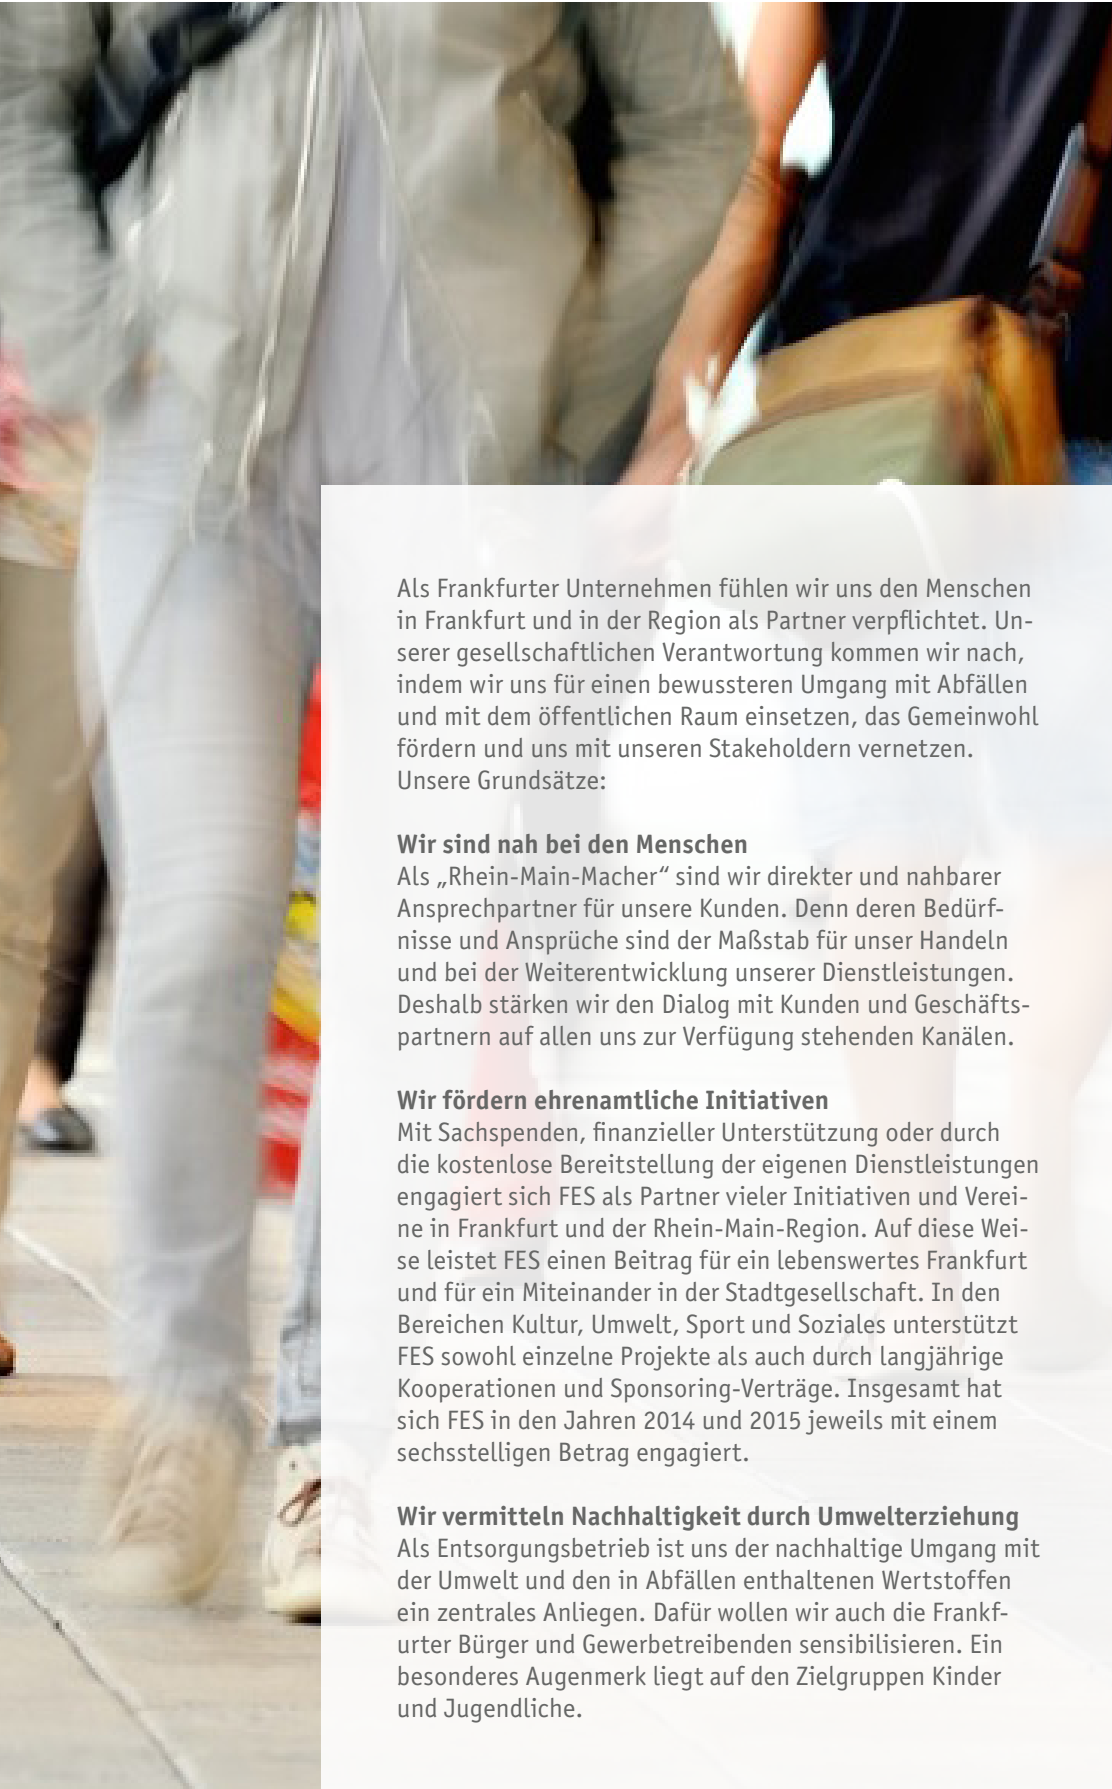 Als Frankfurter Unternehmen fühlen wir uns den Menschen
in Frankfurt und in der Region als Partner verpflichtet. Un-
serer gesellschaftlichen Verantwortung kommen wir nach,
indem wir uns für einen bewussteren Umgang mit Abfällen
und mit dem öffentlichen Raum einsetzen, das Gemeinwohl
fördern und uns mit unseren Stakeholdern vernetzen.
Unsere Grundsätze:
Wir sind nah bei den Menschen
Als „Rhein-Main-Macher“ sind wir direkter und nahbarer
Ansprechpartner für unsere Kunden. Denn deren Bedürf-
nisse und Ansprüche sind der Maßstab für unser Handeln
und bei der Weiterentwicklung unserer Dienstleistungen.
Deshalb stärken wir den Dialog mit Kunden und Geschäfts-
partnern auf allen uns zur Verfügung stehenden Kanälen.
Wir fördern ehrenamtliche Initiativen
Mit Sachspenden, finanzieller Unterstützung oder durch
die kostenlose Bereitstellung der eigenen Dienstleistungen
engagiert sich FES als Partner vieler Initiativen und Verei-
ne in Frankfurt und der Rhein-Main-Region. Auf diese Wei-
se leistet FES einen Beitrag für ein lebenswertes Frankfurt
und für ein Miteinander in der Stadtgesellschaft. In den
Bereichen Kultur, Umwelt, Sport und Soziales unterstützt
FES sowohl einzelne Projekte als auch durch langjährige
Kooperationen und Sponsoring-Verträge. Insgesamt hat
sich FES in den Jahren 2014 und 2015 jeweils mit einem
sechsstelligen Betrag engagiert.
Wir vermitteln Nachhaltigkeit durch Umwelterziehung
Als Entsorgungsbetrieb ist uns der nachhaltige Umgang mit
der Umwelt und den in Abfällen enthaltenen Wertstoffen
ein zentrales Anliegen. Dafür wollen wir auch die Frankf-
urter Bürger und Gewerbetreibenden sensibilisieren. Ein
besonderes Augenmerk liegt auf den Zielgruppen Kinder
und Jugendliche.